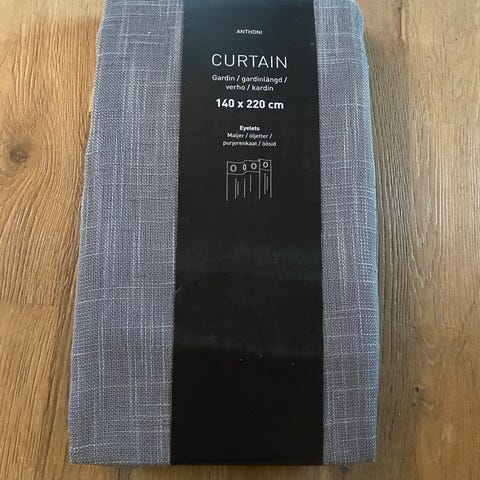 ANTHONI
CURTAIN
Gardin / gardinlängd /
verho / kardin
140 x 220 cm
Eyelets
Maljer / öljetter /
purjerenkaat / öösid